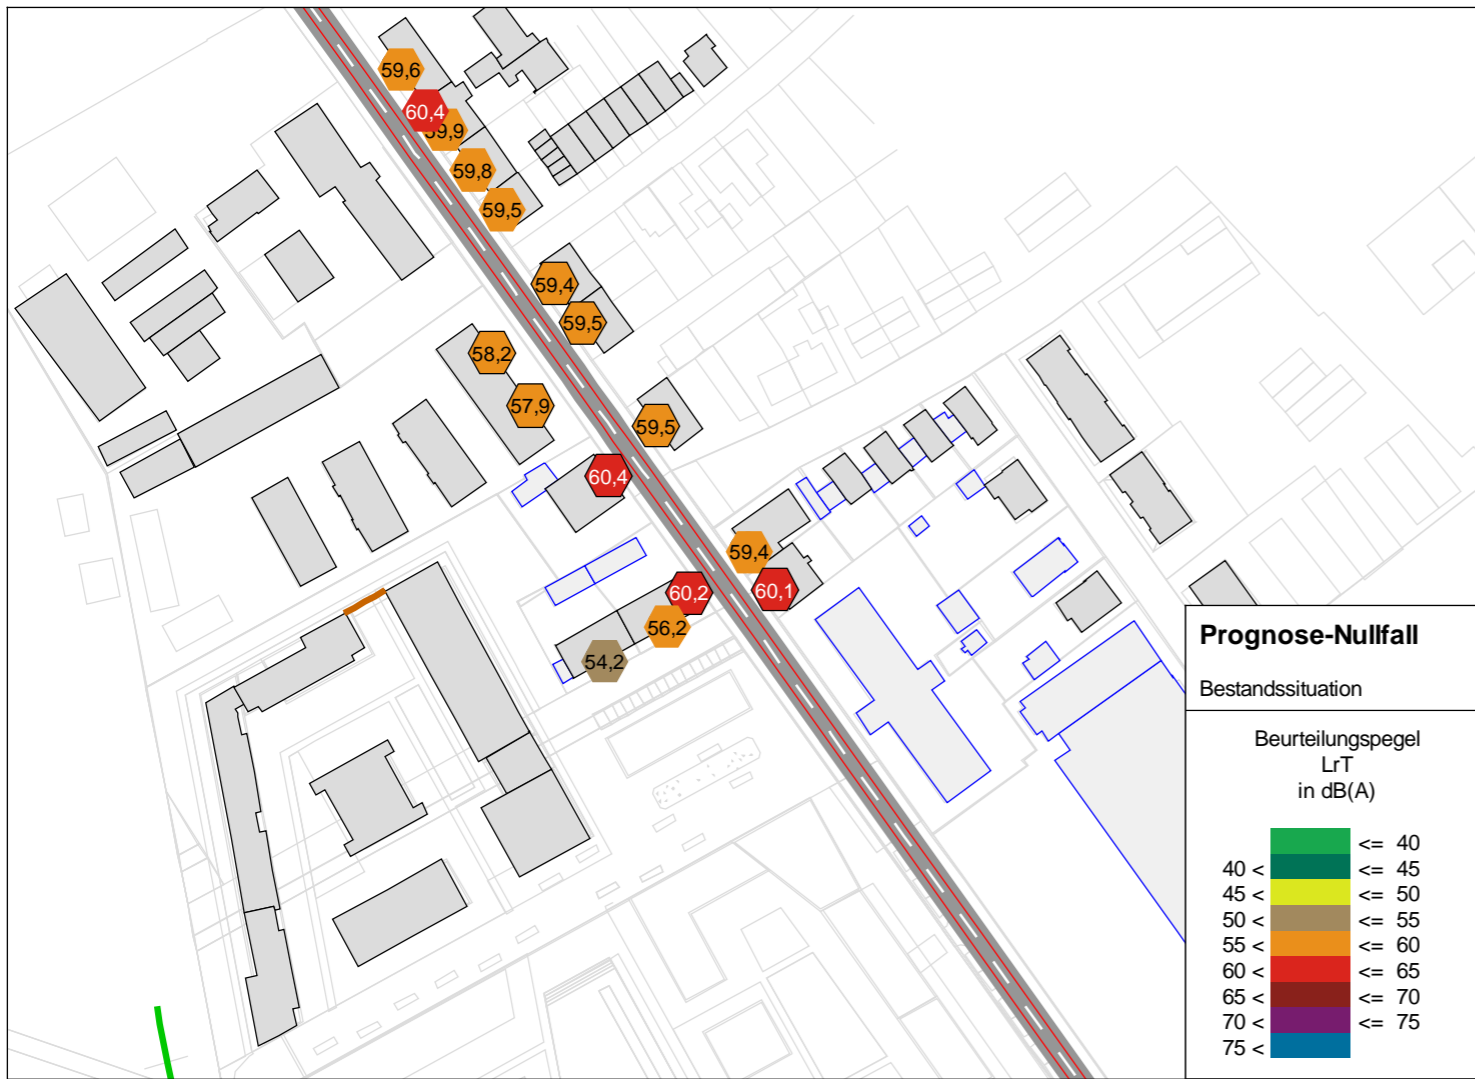 59,6
60,4
59,9
59,8
59,5
59,4
59,5
58,2
57,9
59,5
60,4
59,4
60,2
60,1
56,2
54,2
Prognose-Nullfall
Bestandssituation
Beurteilungspegel
LrT
in dB(A)
<= 40
40 < <= 45
45 < <= 50
50 < <= 55
55 < <= 60
60 < <= 65
65 < <= 70
70 < <= 75
75 <